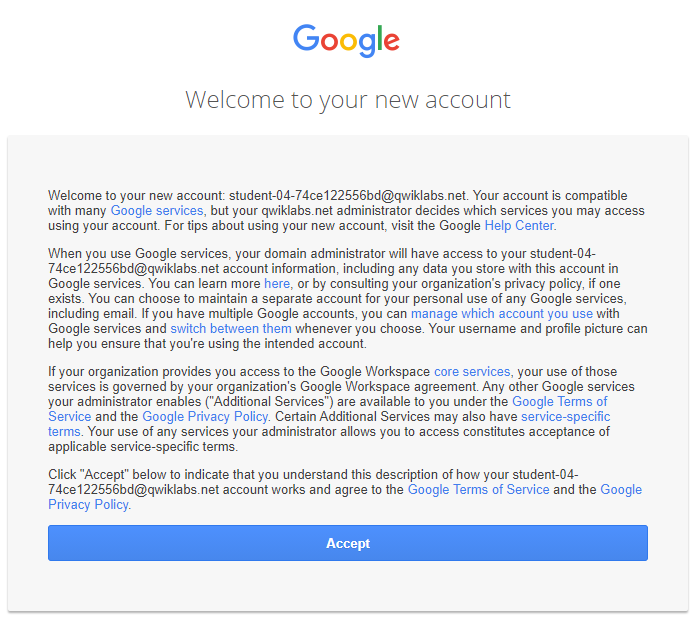 Google
Welcome to your new account
Welcome to your new account: student-04-74ce122556bd@qwiklabs.net. Your account is compatible
with many Google services, but your qwiklabs.net administrator decides which services you may access
using your account. For tips about using your new account, visit the Google Help Center.
When you use Google services, your domain administrator will have access to your student-04-
74ce122556bd@qwiklabs.net account information, including any data you store with this account in
Google services. You can learn more here, or by consulting your organization's privacy policy, if one
exists. You can choose to maintain a separate account for your personal use of any Google services,
including email. If you have multiple Google accounts, you can manage which account you use with
Google services and switch between them whenever you choose. Your username and profile picture can
help you ensure that you're using the intended account.
If your organization provides you access to the Google Workspace core services, your use of those
services is governed by your organization's Google Workspace agreement. Any other Google services
your administrator enables ("Additional Services") are available to you under the Google Terms of
Service and the Google Privacy Policy. Certain Additional Services may also have service-specific
terms. Your use of any services your administrator allows you to access constitutes acceptance of
applicable service-specific terms.
Click "Accept" below to indicate that you understand this description of how your student-04-
74ce122556bd@qwiklabs.net account works and agree to the Google Terms of Service and the Google
Privacy Policy.
Accept